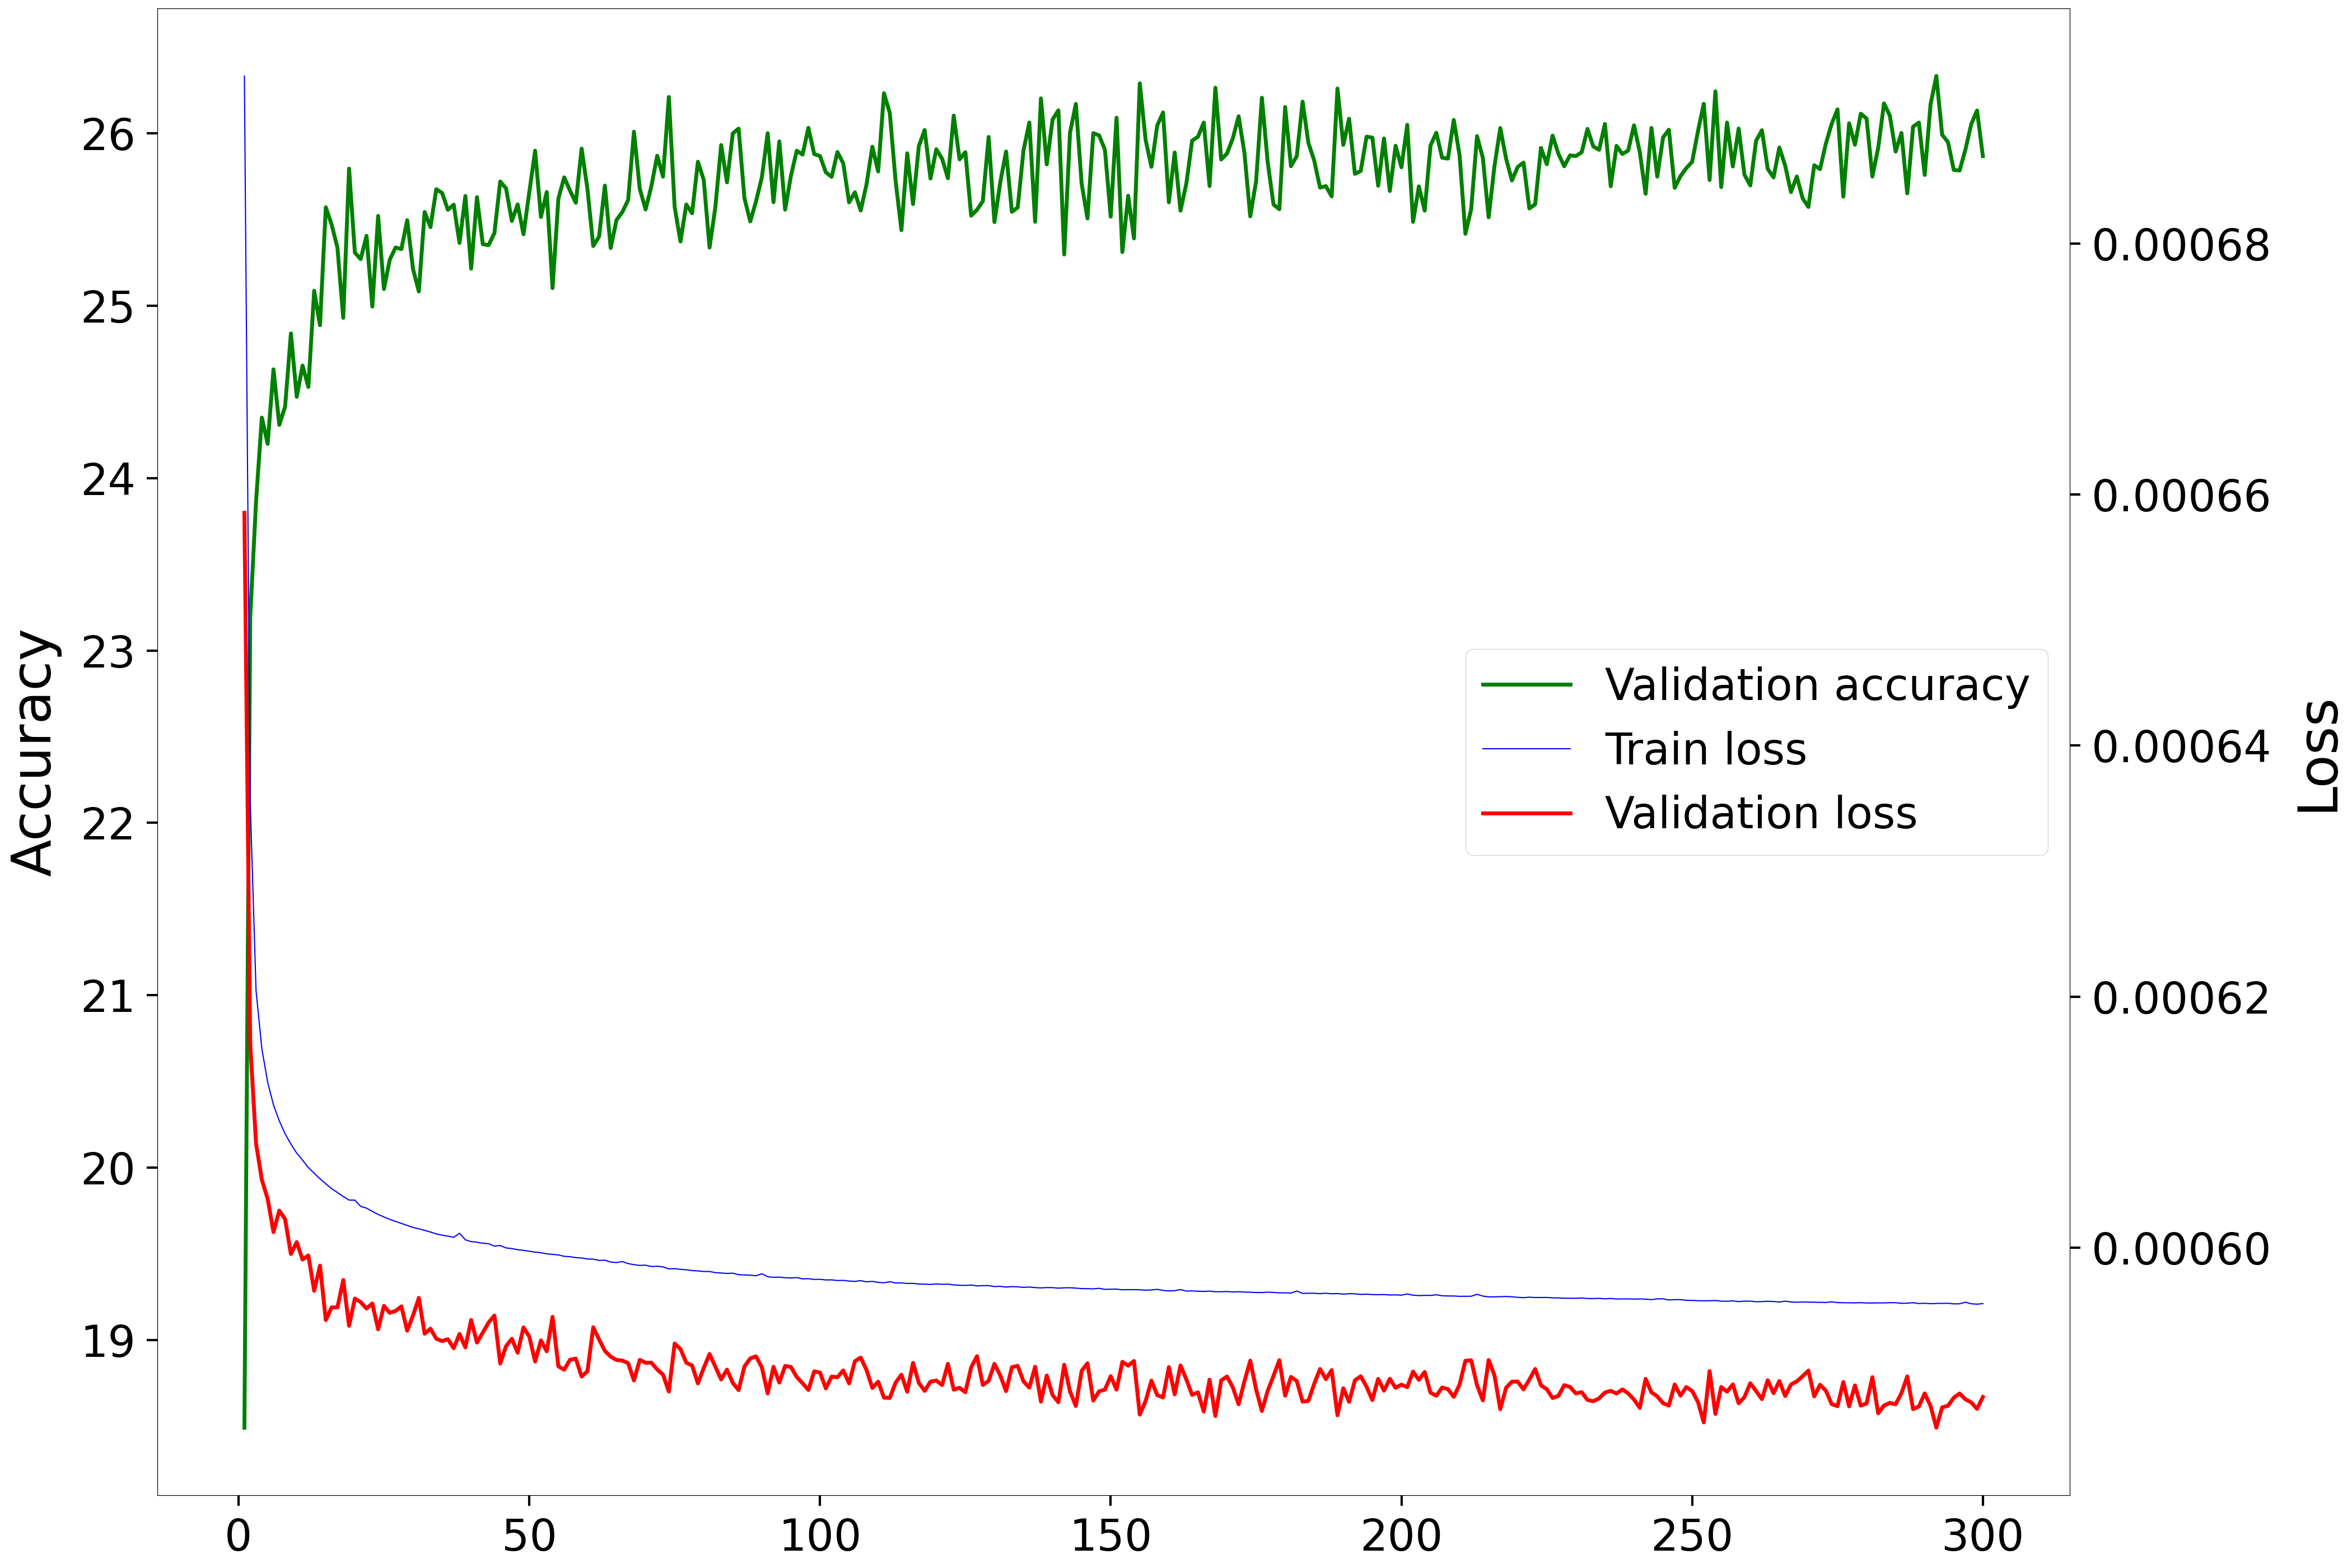 Accuracy
26
25
24
23
22
21
20
19
0 50 100 150 200 250 300
Validation accuracy
Train loss
Validation loss
0.00068
0.00066
0.00064
0.00062
0.00060
Loss